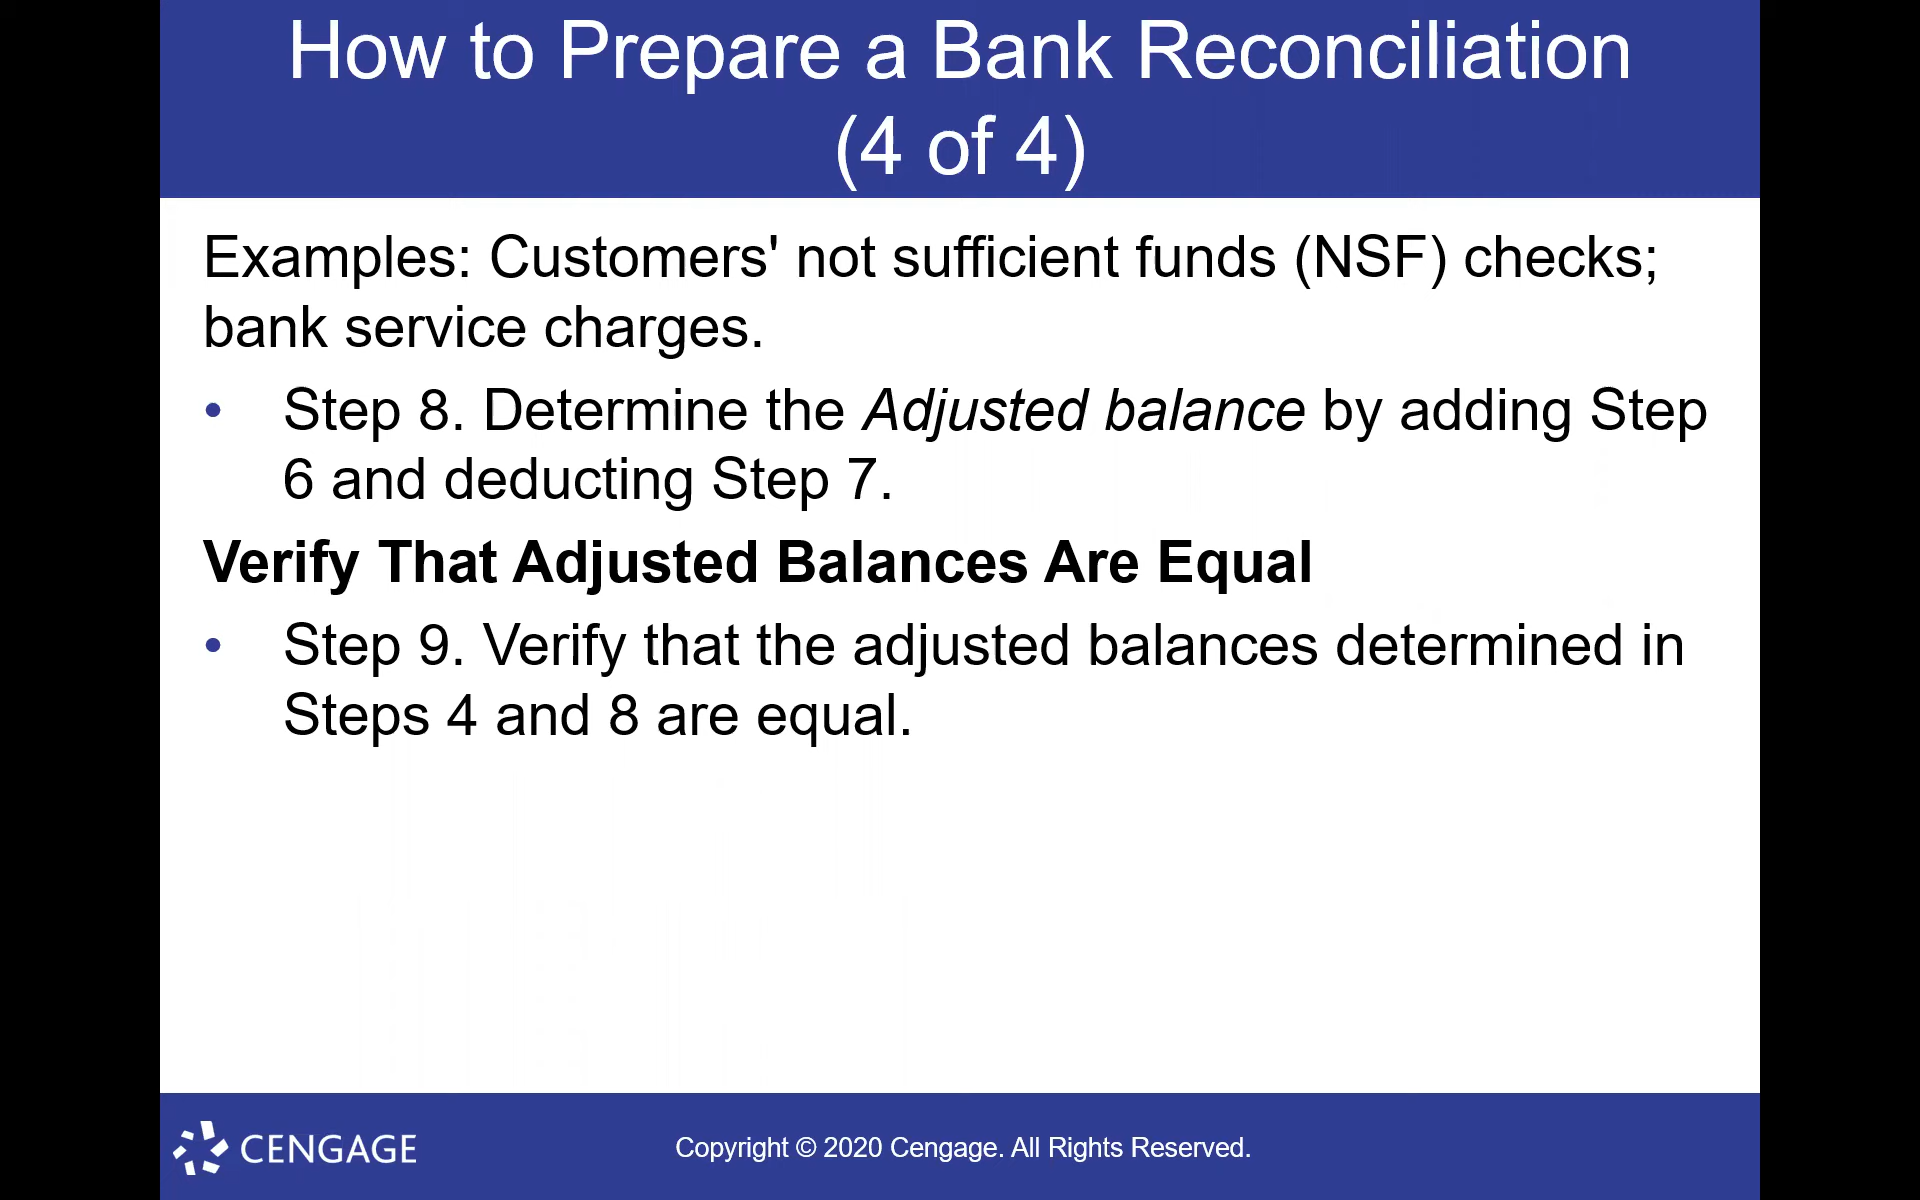 How to Prepare a Bank Reconciliation
(4 of 4)
Examples: Customers' not sufficient funds (NSF) checks;
bank service charges.
• Step 8. Determine the Adjusted balance by adding Step
6 and deducting Step 7.
Verify That Adjusted Balances Are Equal
• Step 9. Verify that the adjusted balances determined in
Steps 4 and 8 are equal.
CENGAGE
Copyright © 2020 Cengage. All Rights Reserved.